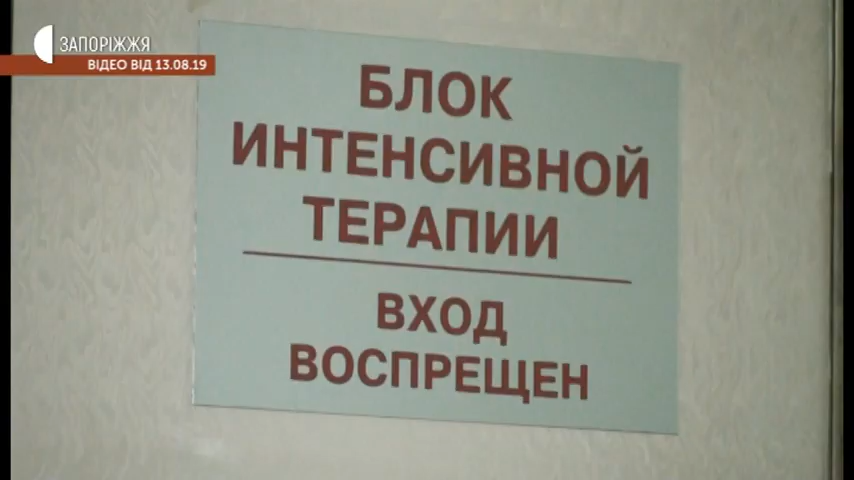 ЗАПОРІЖЖЯ
ВІДЕО ВІД 13.08.19
БЛОК
ИНТЕНСИВНОЙ
ТЕРАПИИ
ВХОД
ВОСПРЕЩЕН